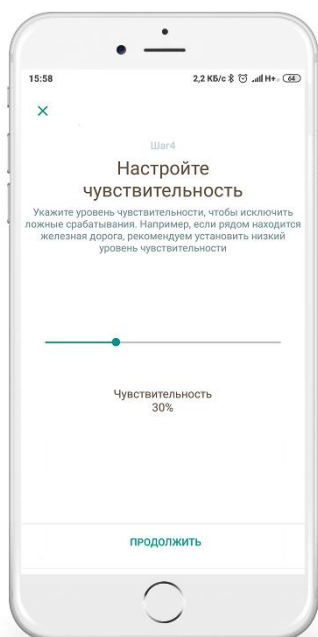 15:58 2,2 КБ/с H+ 64
Шаг4
Настройте
чувствительность
Укажите уровень чувствительности, чтобы исключить
ложные срабатывания. Например, если рядом находится
железная дорога, рекомендуем установить низкий
уровень чувствительности
Чувствительность
30%
ПРОДОЛЖИТЬ